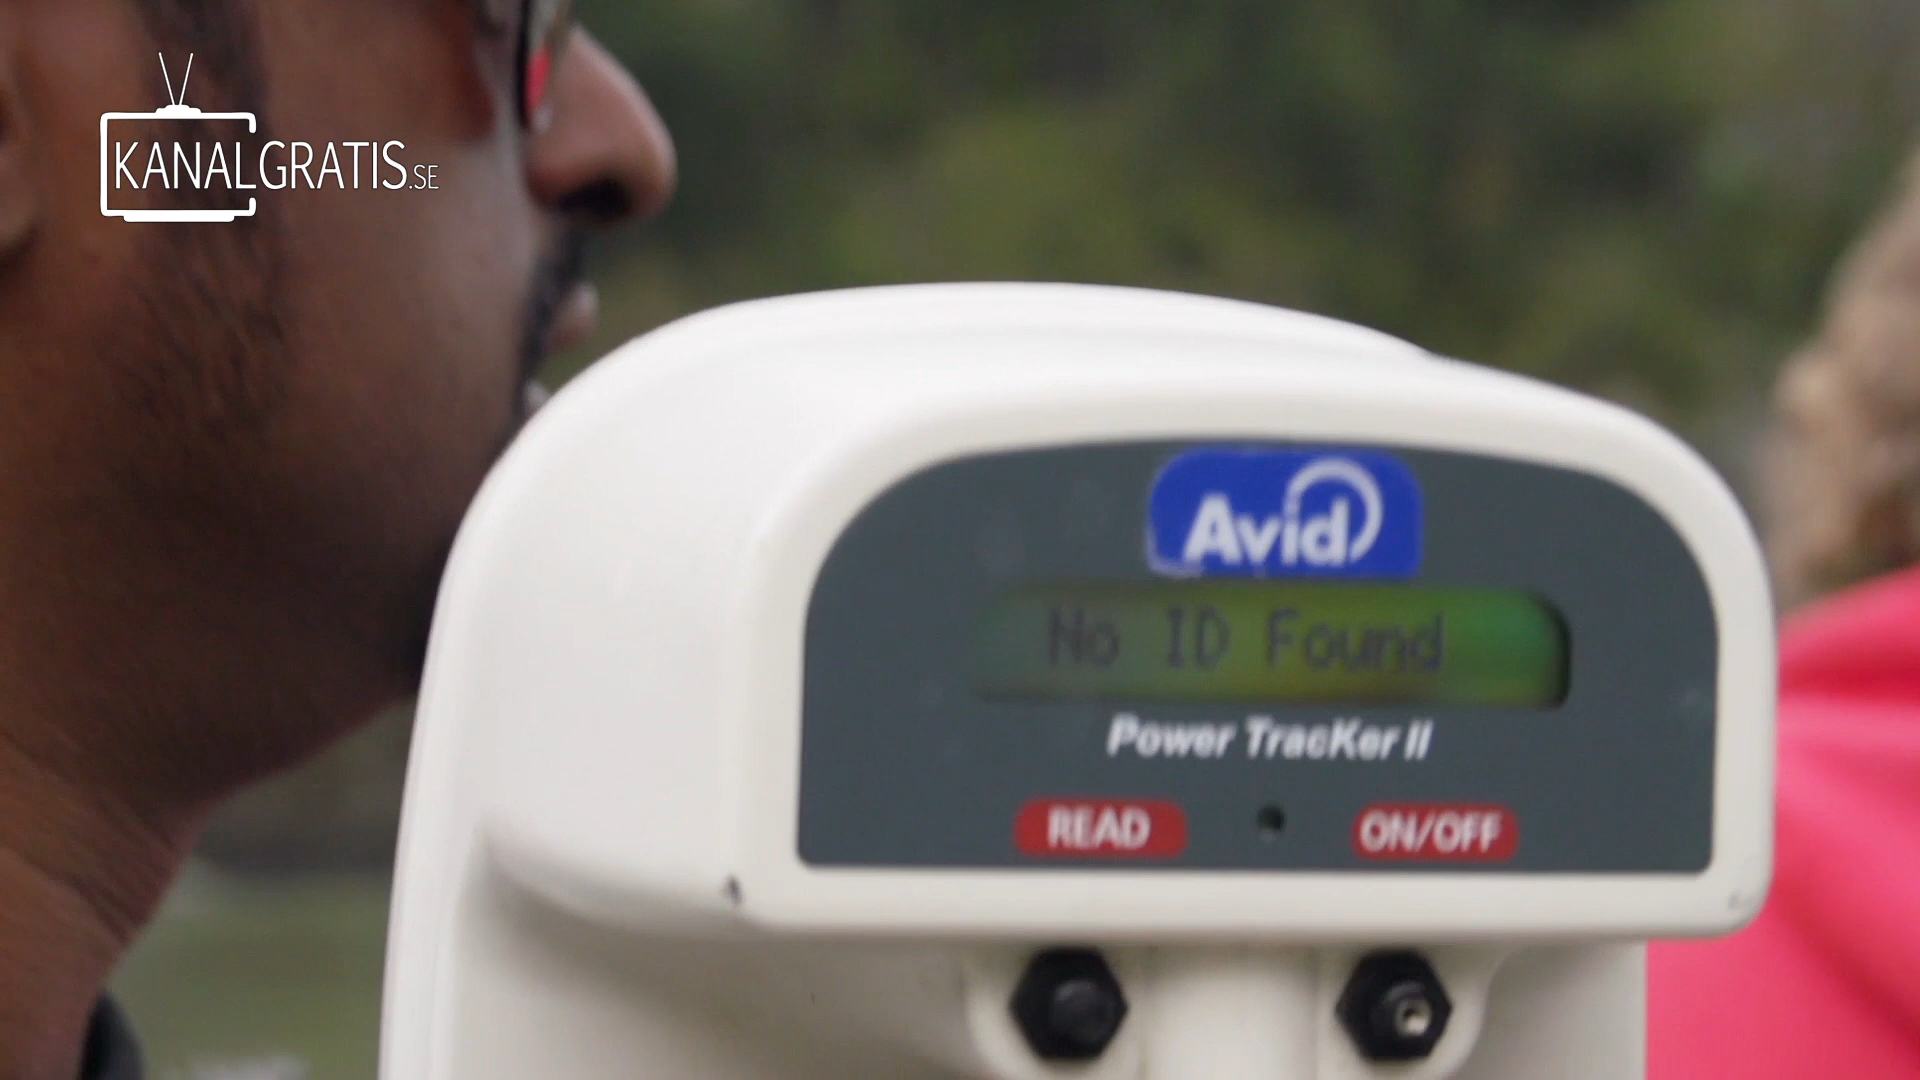 KANALGRATIS.SE
Avid
No ID Found
Power TracKer II
READ
ON/OFF